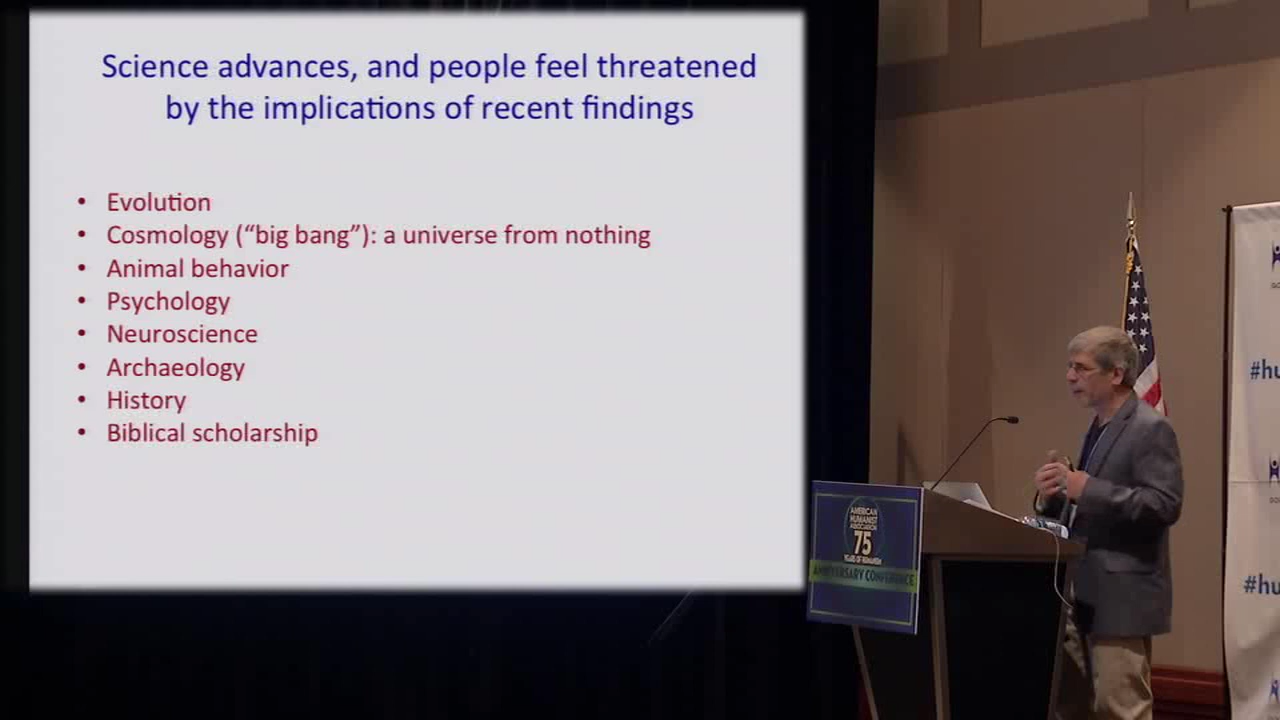 Science advances, and people feel threatened
by the implications of recent findings
• Evolution
• Cosmology (“big bang”): a universe from nothing
• Animal behavior
• Psychology
• Neuroscience
• Archaeology
• History
• Biblical scholarship
AMERICAN
HUMANIST
ASSOCIATION
75
YEARS OF HUMANISM
ANNIVERSARY CONFERENCE
#hu
#hu